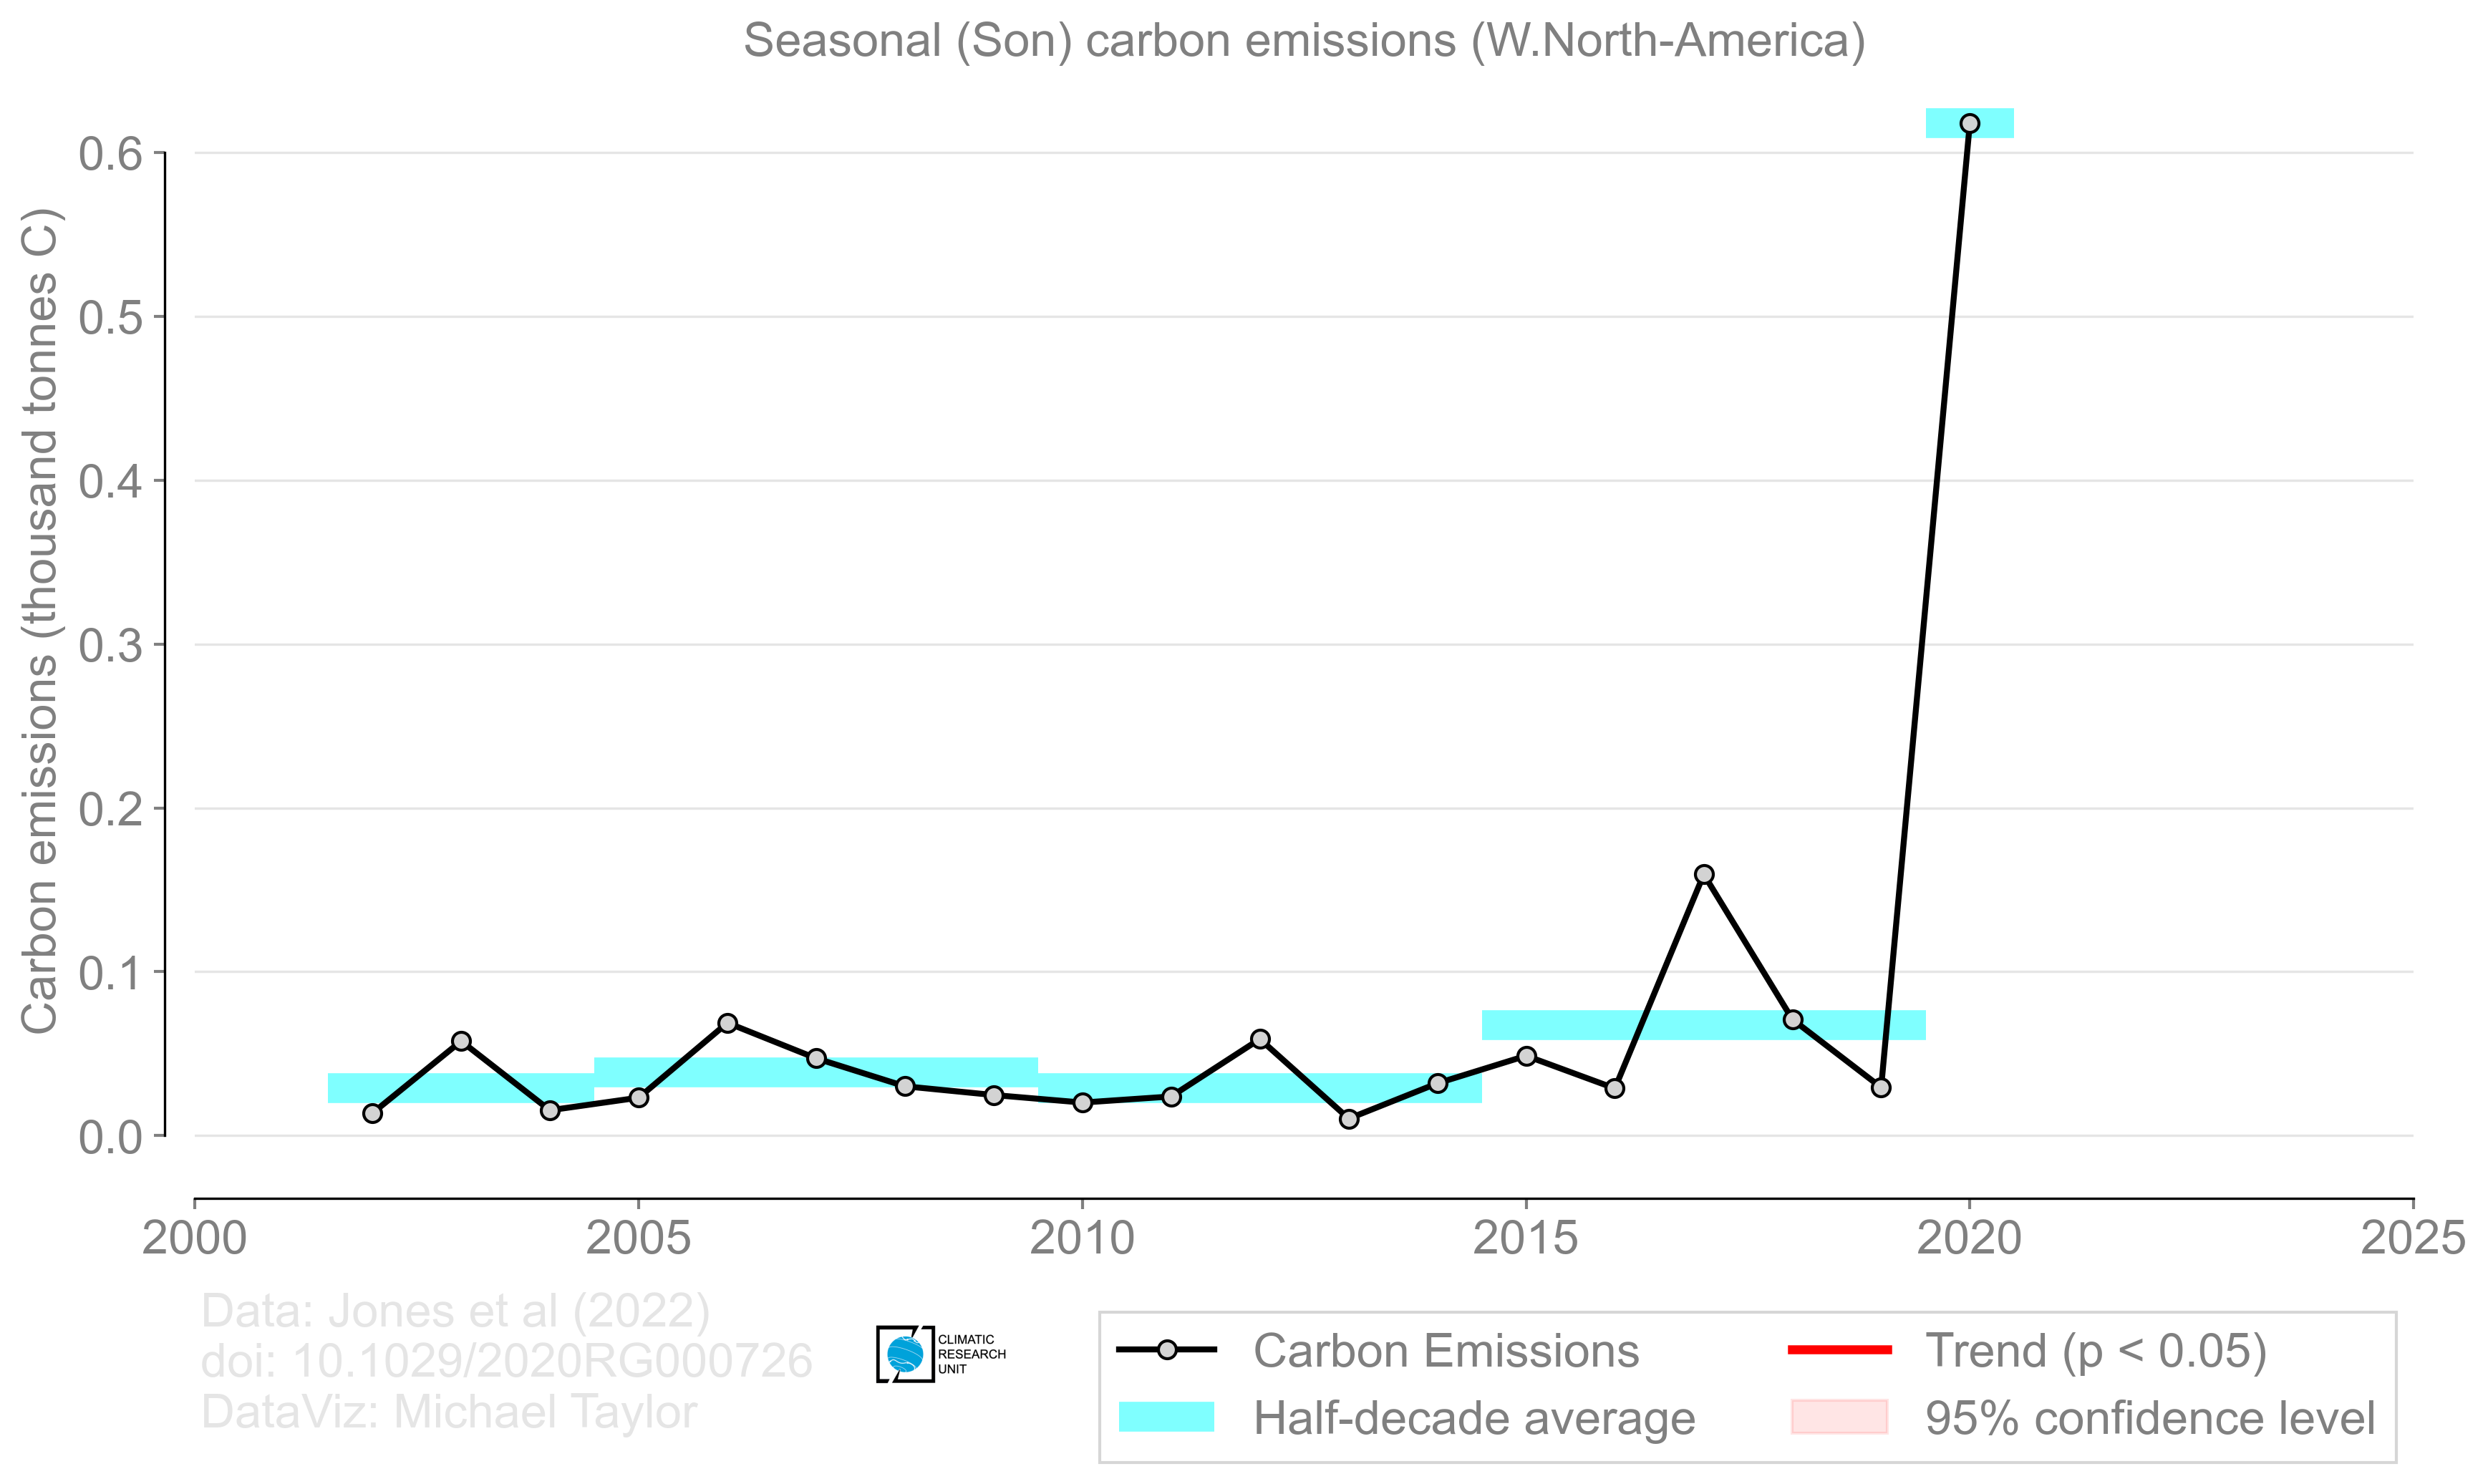 Seasonal (Son) carbon emissions (W.North-America)
Carbon emissions (thousand tonnes C)
0.6
0.5
0.4
0.3
0.2
0.1
0.0
2000 2005 2010 2015 2020 2025
Data: Jones et al (2022)
doi: 10.1029/2020RG000726
DataViz: Michael Taylor
CLIMATIC
RESEARCH
UNIT
Carbon Emissions
Half-decade average
Trend (p < 0.05)
95% confidence level